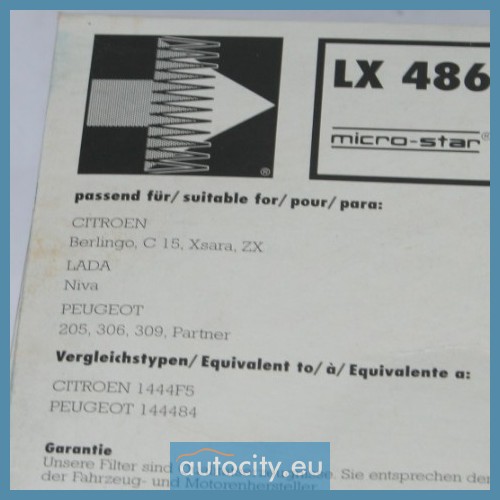 LX 486
micro-star®
®
passend für/suitable for/pour/para:
CITROEN
Berlingo, C 15, Xsara, ZX
LADA
Niva
PEUGEOT
205, 306, 309, Partner
Vergleichstypen/Equivalent to/à/Equivalente a:
CITROEN 1444F5
PEUGEOT 144484
Garantie
Unsere Filter sind Sie entsprechen der
der Fahrzeug- und Motorenhersteller.
autocity.eu